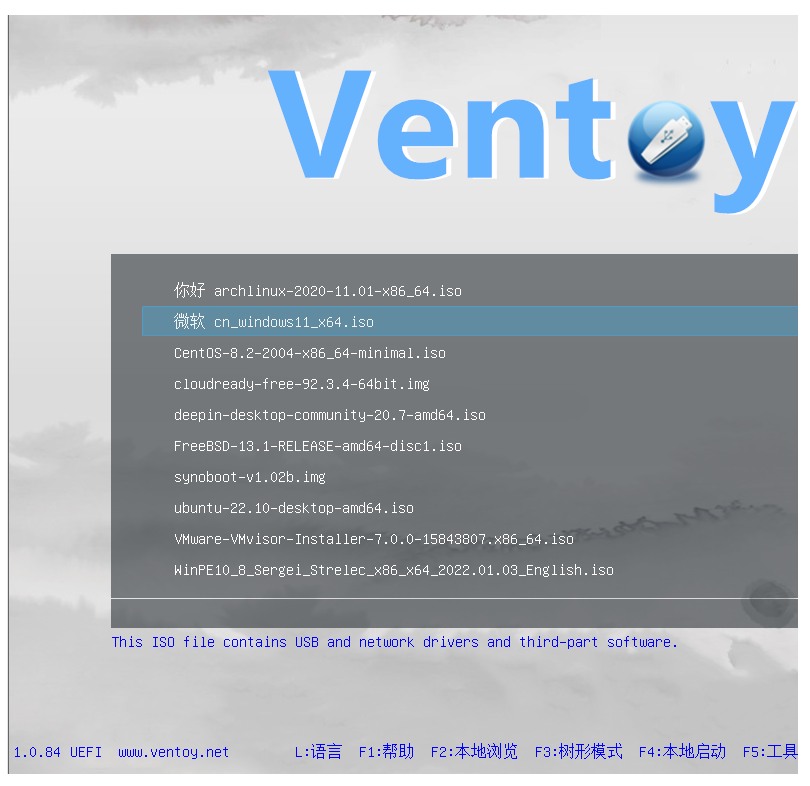 Ventoy
你好 archlinux-2020-11.01-x86_64.iso
微软 cn_windows11_x64.iso
CentOS-8.2-2004-x86_64-minimal.iso
cloudready-free-92.3.4-64bit.img
deepin-desktop-community-20.7-amd64.iso
FreeBSD-13.1-RELEASE-amd64-disc1.iso
synoboot-v1.02b.img
ubuntu-22.10-desktop-amd64.iso
VMware-VMvisor-Installer-7.0.0-15843807.x86_64.iso
WinPE10_8_Sergei_Strelec_x86_x64_2022.01.03_English.iso
This ISO file contains USB and network drivers and third-part software.
1.0.84 UEFI www.ventoy.net L:语言 F1:帮助 F2:本地浏览 F3:树形模式 F4:本地启动 F5:工具